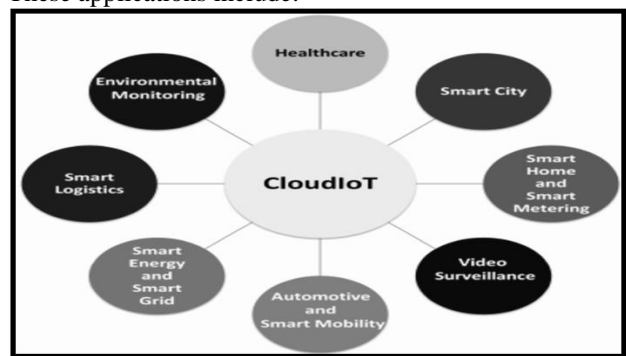 These applications include:
Healthcare
Environmental
Monitoring
Smart City
Smart
Logistics
CloudIoT
Smart
Home
and
Smart
Metering
Smart
Energy
and
Smart
Grid
Video
Surveillance
Automotive
and
Smart Mobility